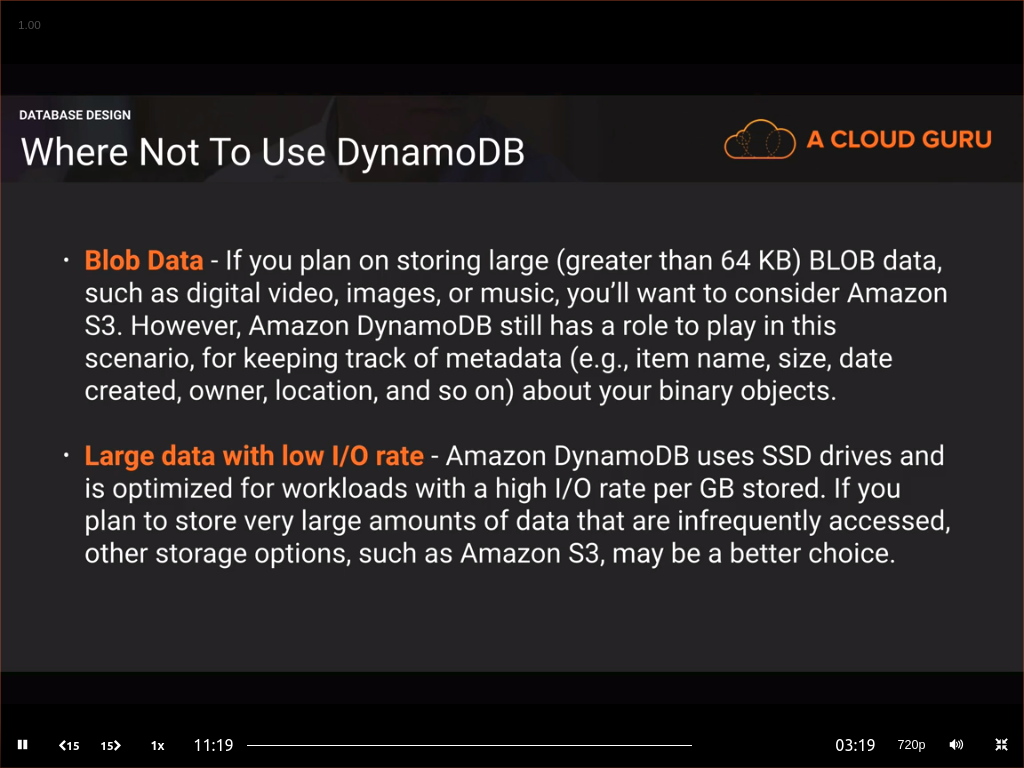 1.00
DATABASE DESIGN
Where Not To Use DynamoDB
A CLOUD GURU
• Blob Data - If you plan on storing large (greater than 64 KB) BLOB data,
such as digital video, images, or music, you’ll want to consider Amazon
S3. However, Amazon DynamoDB still has a role to play in this
scenario, for keeping track of metadata (e.g., item name, size, date
created, owner, location, and so on) about your binary objects.
• Large data with low I/O rate - Amazon DynamoDB uses SSD drives and
is optimized for workloads with a high I/O rate per GB stored. If you
plan to store very large amounts of data that are infrequently accessed,
other storage options, such as Amazon S3, may be a better choice.
15 15 1x 11:19 03:19 720p